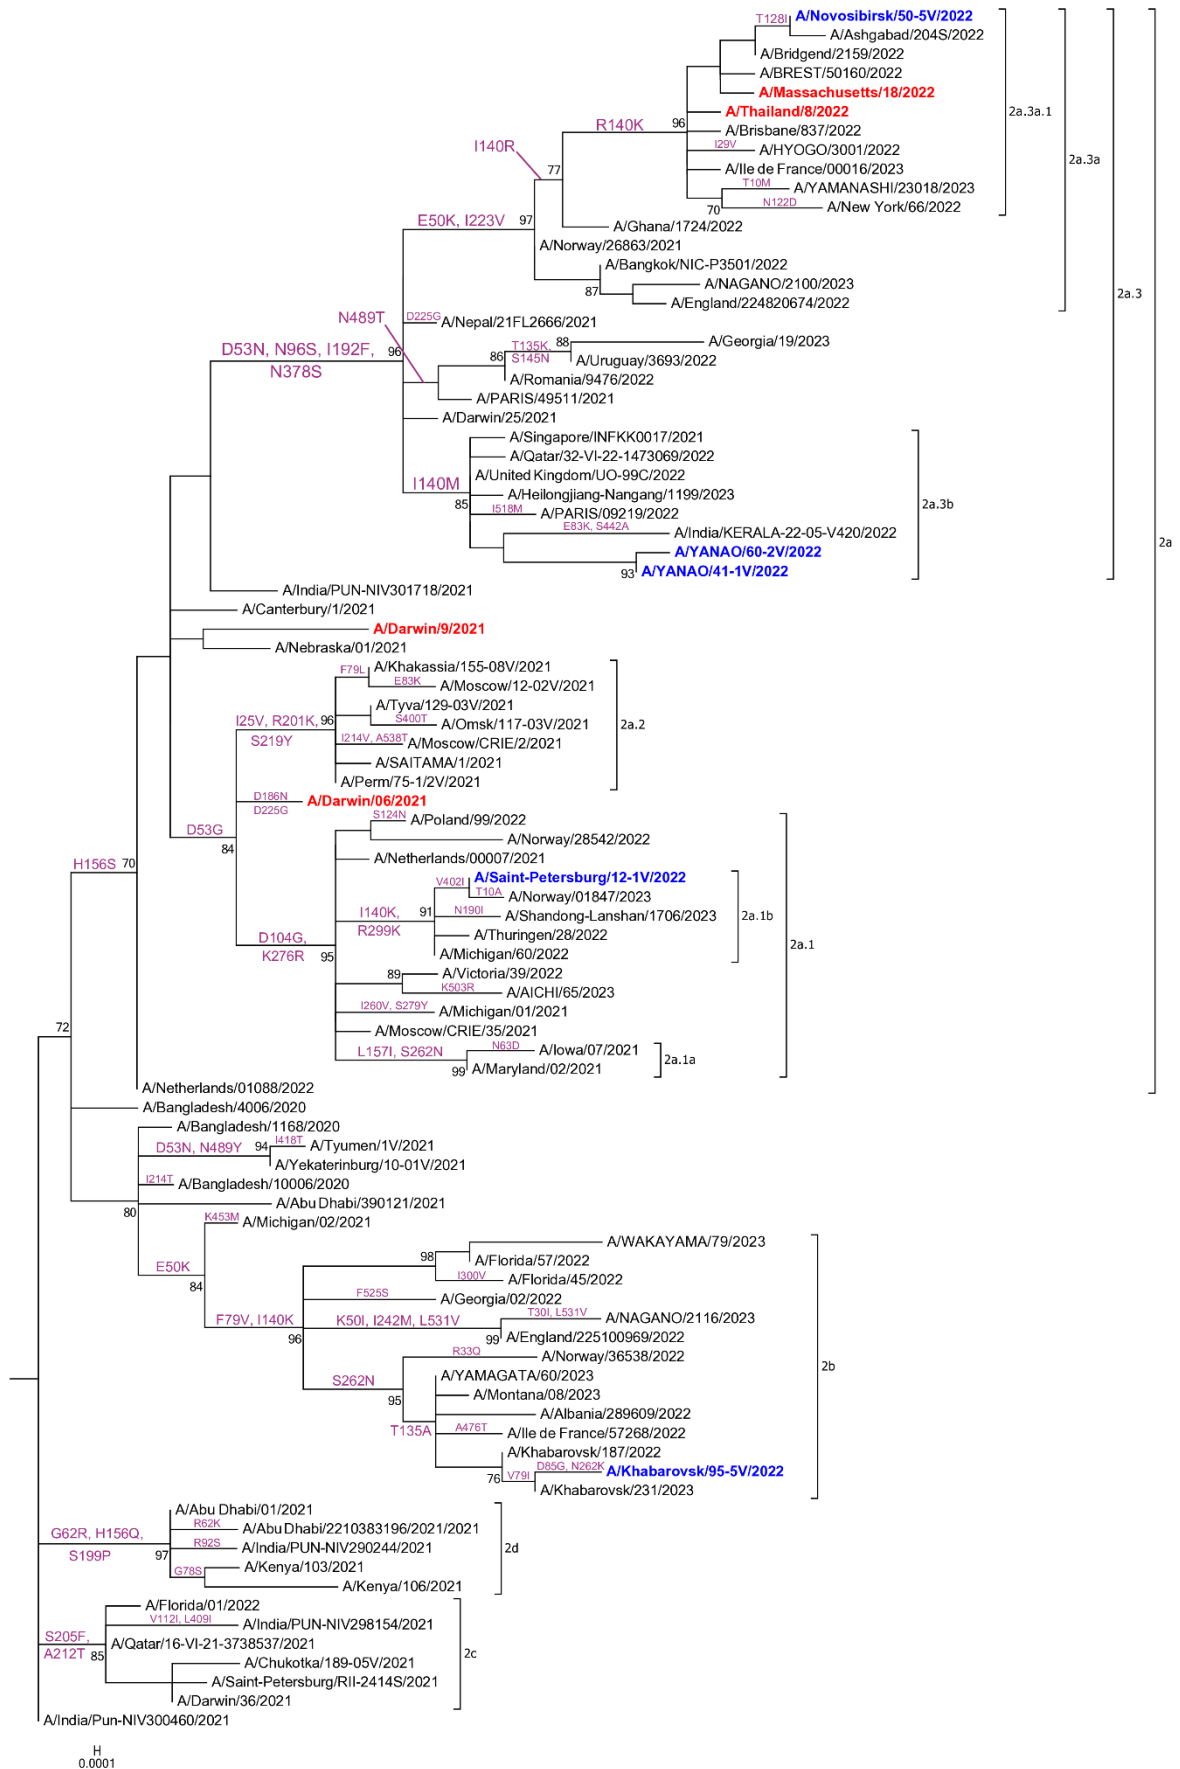 A/Novosibirsk/50-5V/2022
T128I
A/Ashgabad/204S/2022
A/Bridgend/2159/2022
A/BREST/50160/2022
A/Massachusetts/18/2022
A/Thailand/8/2022
2a.3a.1
R140K
96
A/Brisbane/837/2022
I29V
A/HYOGO/3001/2022
I140R
2a.3a
77
A/Ile de France/00016/2023
T10M
A/YAMANASHI/23018/2023
N122D
70
A/New York/66/2022
E50K, I223V
97
A/Ghana/1724/2022
A/Norway/26863/2021
A/Bangkok/NIC-P3501/2022
87
A/NAGANO/2100/2023
2a.3
A/England/224820674/2022
N489T
D225G
A/Nepal/21FL2666/2021
D53N, N96S, I192F,
N378S
96
T135K,
S145N
88
A/Georgia/19/2023
86
A/Uruguay/3693/2022
A/Romania/9476/2022
A/PARIS/49511/2021
A/Darwin/25/2021
A/Singapore/INFKK0017/2021
A/Qatar/32-VI-22-1473069/2022
I140M
85
A/United Kingdom/UO-99C/2022
A/Heilongjiang-Nangang/1199/2023
2a.3b
I518M
A/PARIS/09219/2022
E83K, S442A
A/India/KERALA-22-05-V420/2022
2a
A/YANAO/60-2V/2022
93
A/YANAO/41-1V/2022
A/India/PUN-NIV301718/2021
A/Canterbury/1/2021
A/Darwin/9/2021
A/Nebraska/01/2021
F79L
A/Khakassia/155-08V/2021
E83K
A/Moscow/12-02V/2021
A/Tyva/129-03V/2021
I25V, R201K,
S219Y
96
S400T
A/Omsk/117-03V/2021
2a.2
I214V, A538T
A/Moscow/CRIE/2/2021
A/SAITAMA/1/2021
A/Perm/75-1/2V/2021
D186N
D225G
A/Darwin/06/2021
D53G
84
S124N
A/Poland/99/2022
A/Norway/28542/2022
A/Netherlands/00007/2021
H156S
70
A/Saint-Petersburg/12-1V/2022
V402I
T10A
A/Norway/01847/2023
I140K,
R299K
91
N190I
A/Shandong-Lanshan/1706/2023
2a.1b
A/Thuringen/28/2022
D104G,
K276R
95
A/Michigan/60/2022
2a.1
89
A/Victoria/39/2022
K503R
A/AICHI/65/2023
I260V, S279Y
A/Michigan/01/2021
A/Moscow/CRIE/35/2021
72
L157I, S262N
N63D
A/Iowa/07/2021
2a.1a
99
A/Maryland/02/2021
A/Netherlands/01088/2022
A/Bangladesh/4006/2020
A/Bangladesh/1168/2020
D53N, N489Y
94
I418T
A/Tyumen/1V/2021
A/Yekaterinburg/10-01V/2021
I214T
A/Bangladesh/10006/2020
80
A/Abu Dhabi/390121/2021
K453M
A/Michigan/02/2021
E50K
84
A/WAKAYAMA/79/2023
98
A/Florida/57/2022
I300V
A/Florida/45/2022
F525S
A/Georgia/02/2022
F79V, I140K
96
K50I, I242M, L531V
T30I, L531V
A/NAGANO/2116/2023
99
A/England/225100969/2022
R33Q
A/Norway/36538/2022
2b
S262N
95
A/YAMAGATA/60/2023
A/Montana/08/2023
A/Albania/289609/2022
T135A
A476T
A/Ile de France/57268/2022
A/Khabarovsk/187/2022
76
V79I
D85G, N262K
A/Khabarovsk/95-5V/2022
A/Khabarovsk/231/2023
A/Abu Dhabi/01/2021
G62R, H156Q,
S199P
97
R62K
A/Abu Dhabi/2210383196/2021/2021
R92S
A/India/PUN-NIV290244/2021
2d
G78S
A/Kenya/103/2021
A/Kenya/106/2021
A/Florida/01/2022
V112I, L409I
A/India/PUN-NIV298154/2021
S205F,
A212T
85
A/Qatar/16-VI-21-3738537/2021
2c
A/Chukotka/189-05V/2021
A/Saint-Petersburg/RII-2414S/2021
A/Darwin/36/2021
A/India/Pun-NIV300460/2021
0.0001